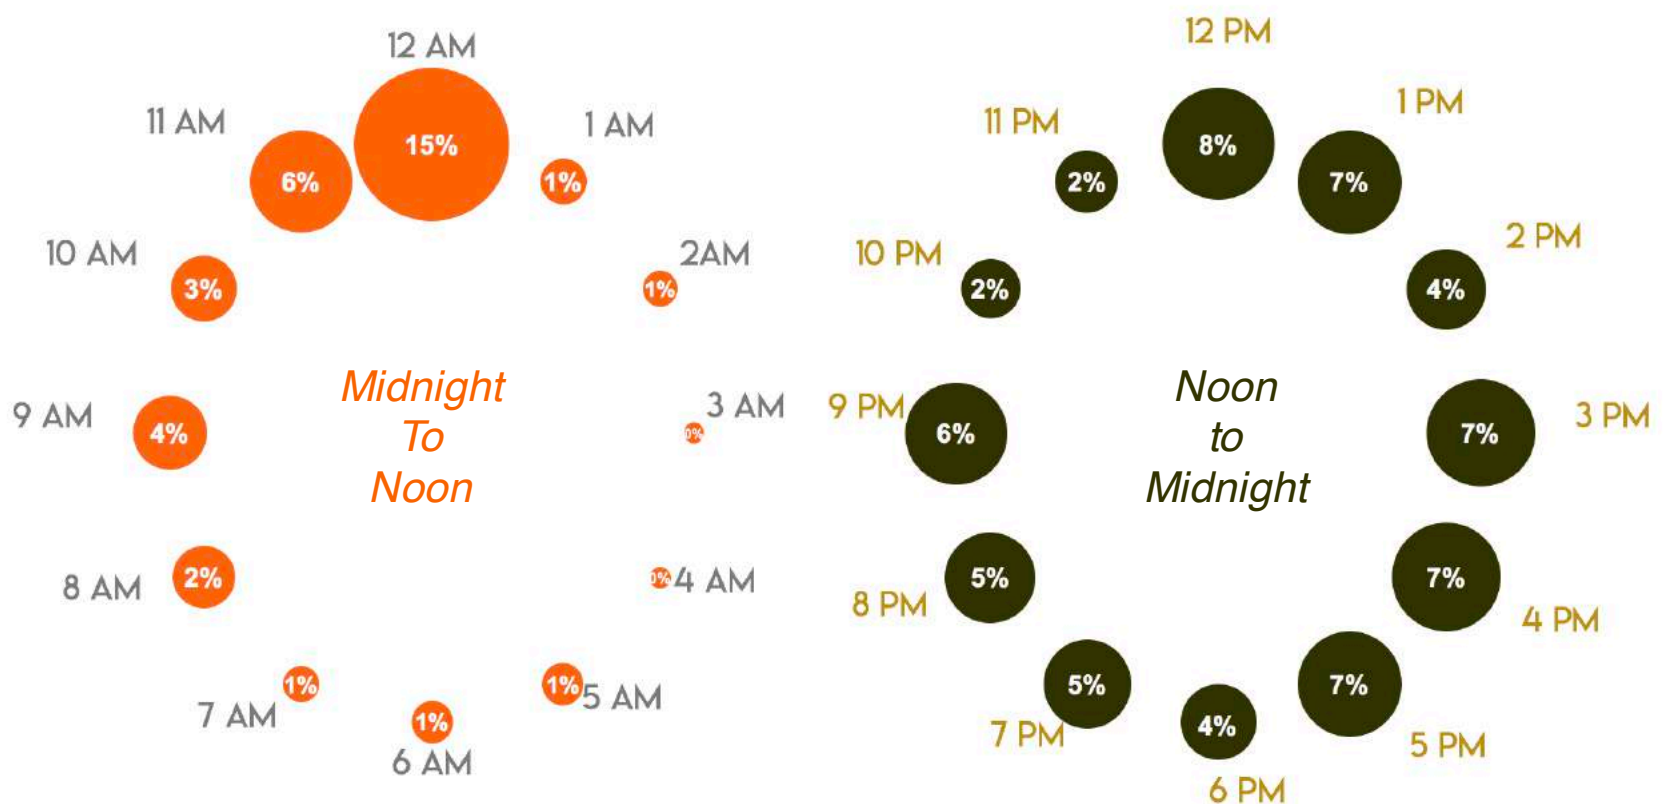 12 AM
15%
1 AM
1%
2AM
1%
3 AM
0%
4 AM
0%
5 AM
1%
6 AM
1%
7 AM
1%
8 AM
2%
9 AM
4%
10 AM
3%
11 AM
6%
Midnight
To
Noon
12 PM
8%
1 PM
7%
2 PM
4%
3 PM
7%
4 PM
7%
5 PM
7%
6 PM
4%
7 PM
5%
8 PM
5%
9 PM
6%
10 PM
2%
11 PM
2%
Noon
to
Midnight